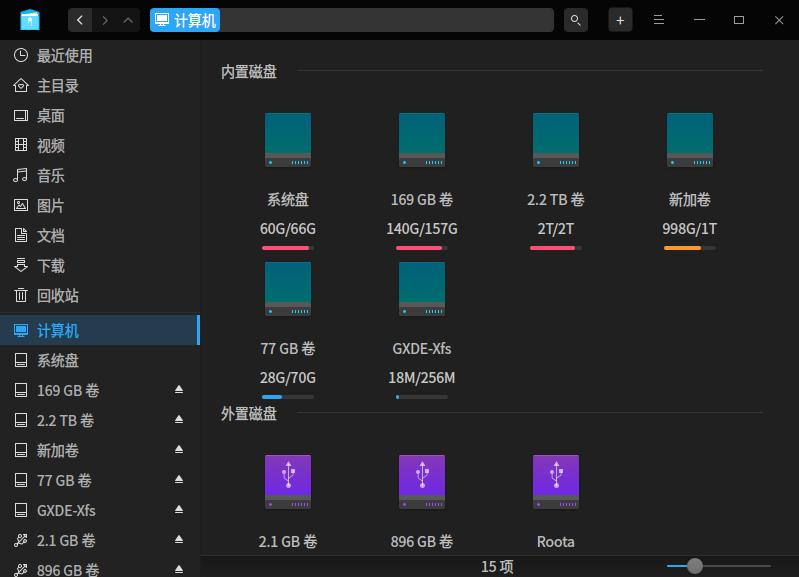 计算机
最近使用
主目录
桌面
视频
音乐
图片
文档
下载
回收站
计算机
系统盘
169 GB 卷
2.2 TB 卷
新加卷
77 GB 卷
GXDE-Xfs
2.1 GB 卷
896 GB 卷
内置磁盘
系统盘 169 GB 卷 2.2 TB 卷 新加卷
60G/66G 140G/157G 2T/2T 998G/1T
77 GB 卷 GXDE-Xfs
28G/70G 18M/256M
外置磁盘
2.1 GB 卷 896 GB 卷 Roota
15 项